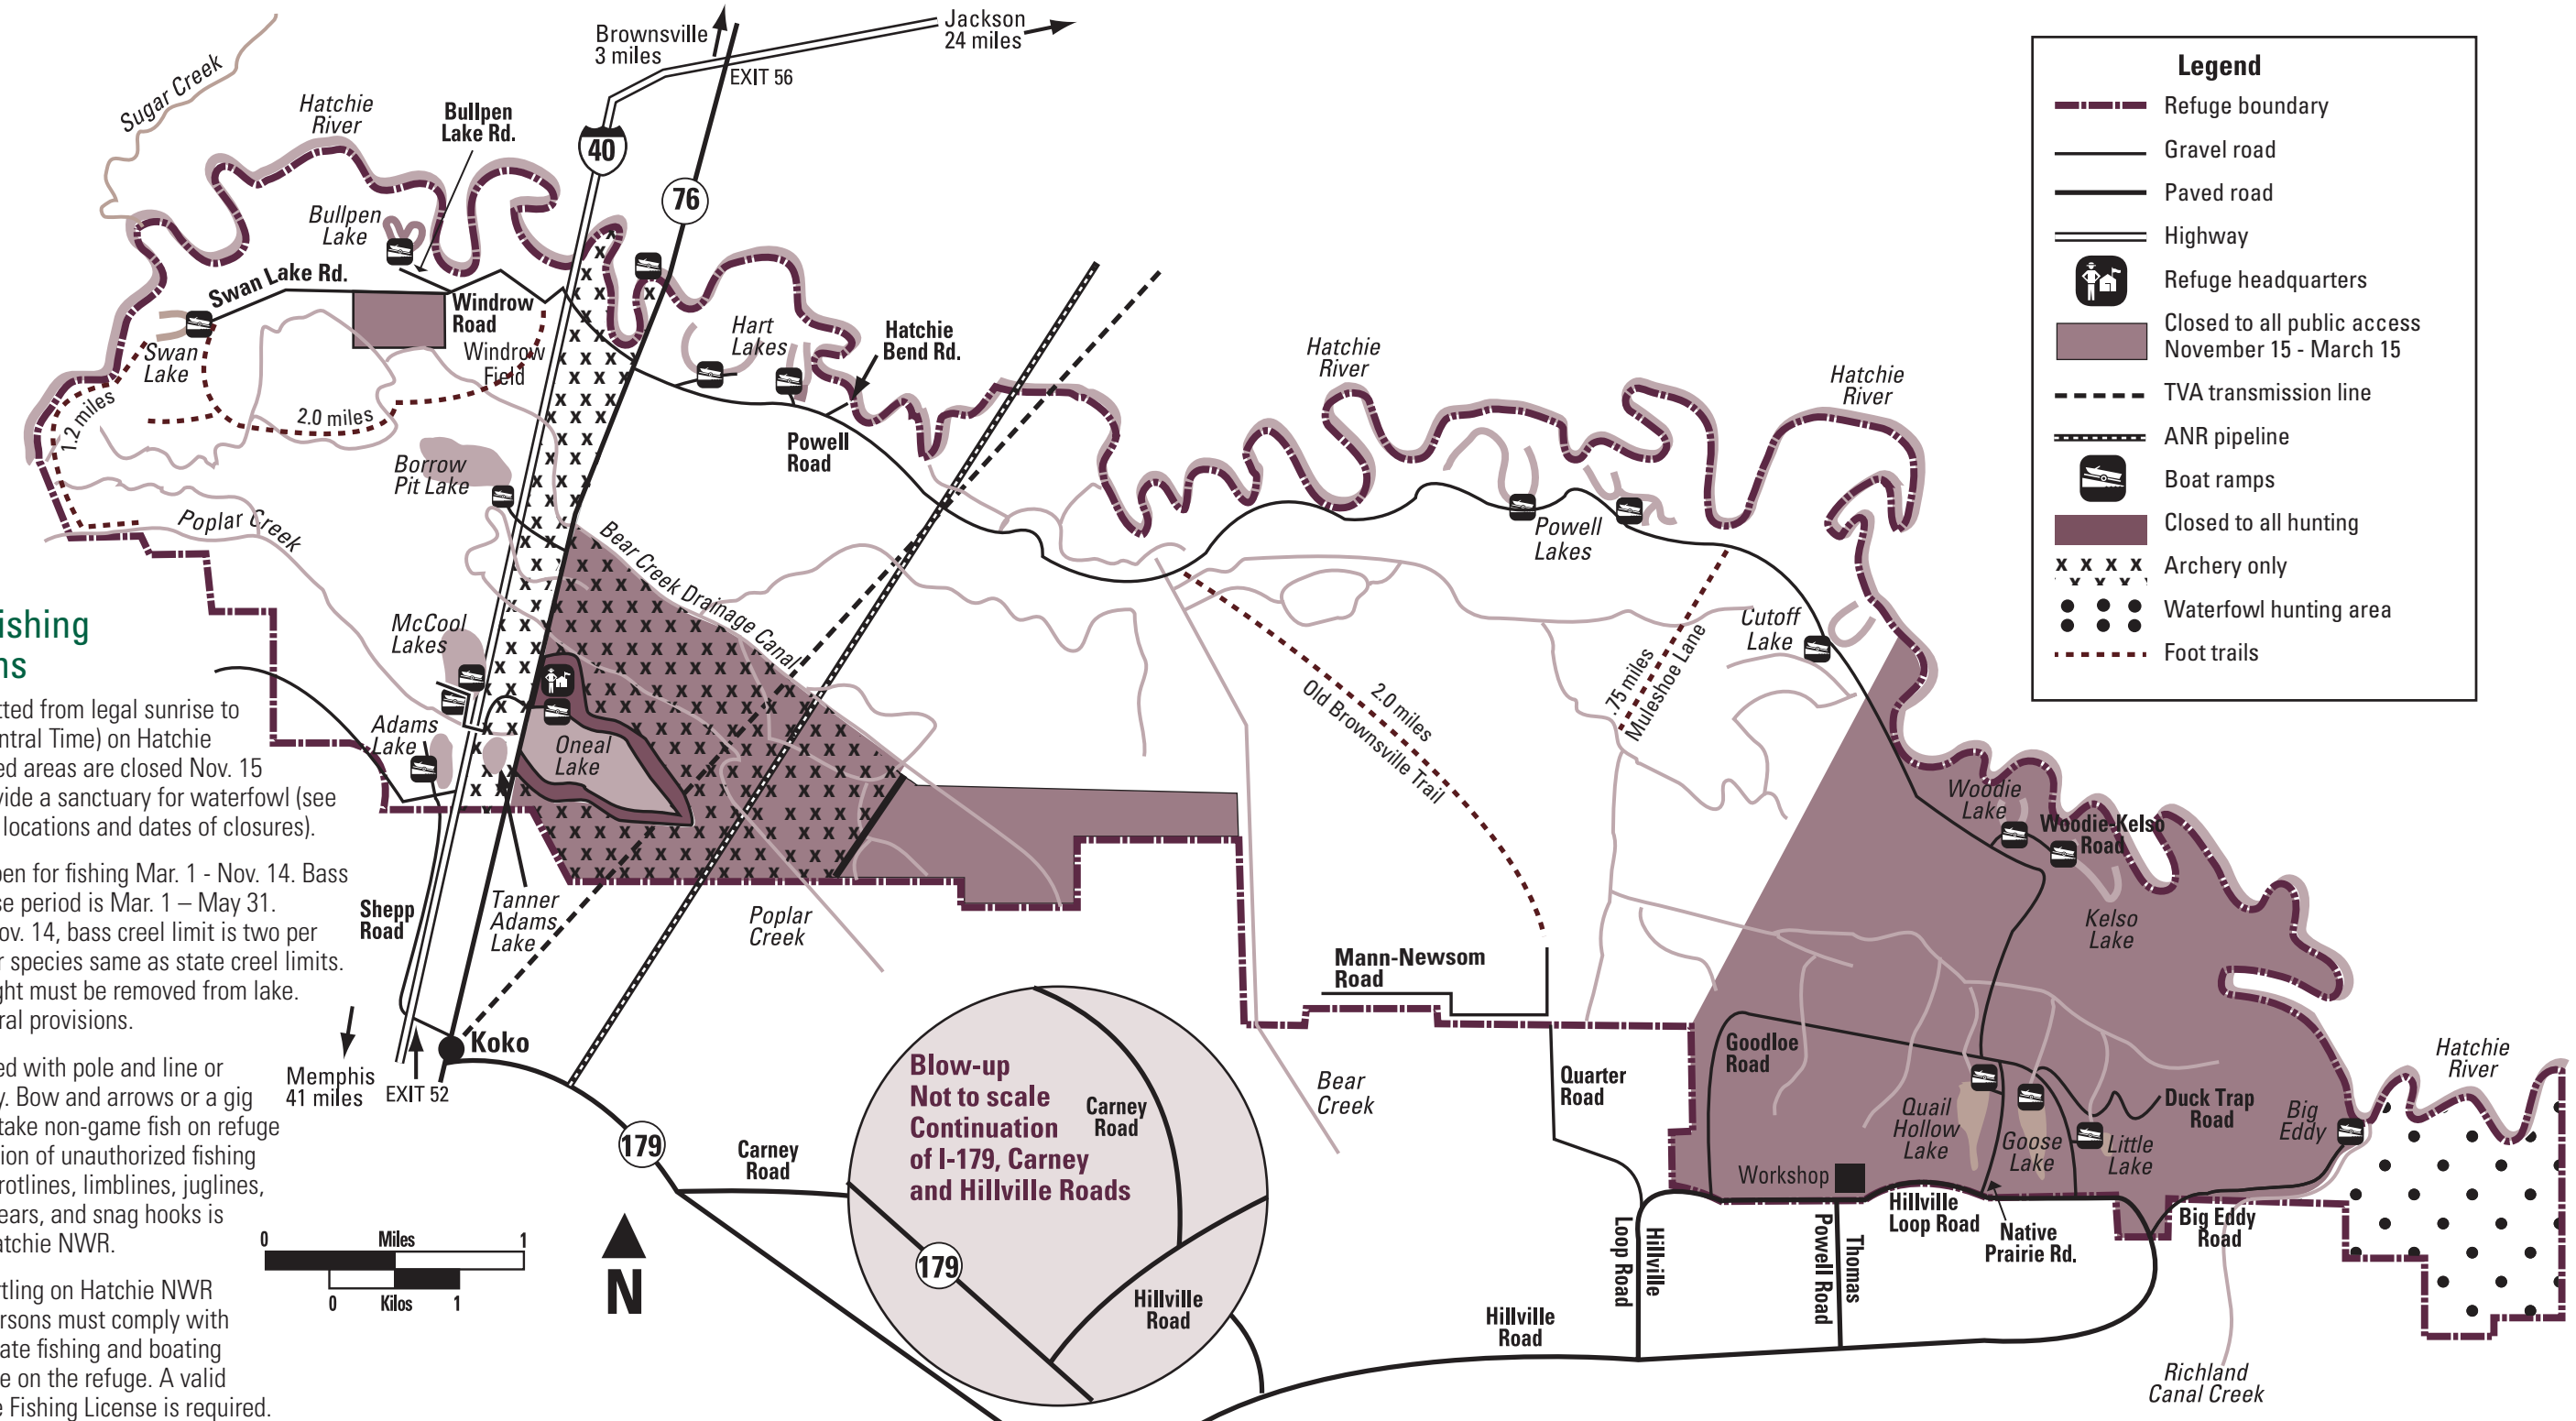 Brownsville
3 miles
Jackson
24 miles
EXIT 56
Sugar Creek
Hatchie
River
Bullpen
Lake Rd.
40
76
Bullpen
Lake
Swan Lake Rd.
Windrow
Road
Windrow
Field
Swan
Lake
1.2 miles
2.0 miles
Hart
Lakes
Hatchie
Bend Rd.
Powell
Road
Borrow
Pit Lake
Poplar Creek
Bear Creek Drainage Canal
Hatchie
River
Hatchie
River
Powell
Lakes
Cutoff
Lake
.75 miles
Muleshoe Lane
2.0 miles
Old Brownsville Trail
McCool
Lakes
Adams
Lake
Oneal
Lake
Tanner
Adams
Lake
Poplar
Creek
Shepp
Road
Koko
Memphis
41 miles
EXIT 52
179
Carney
Road
Woodie
Lake
Woodie-Kelso
Road
Kelso
Lake
Mann-Newsom
Road
Bear
Creek
Quarter
Road
Goodloe
Road
Quail
Hollow
Lake
Goose
Lake
Little
Lake
Duck Trap
Road
Big
Eddy
Hatchie
River
Workshop
Hillville
Loop Road
Native
Prairie Rd.
Big Eddy
Road
Hillville
Loop Road
Thomas
Powell Road
Hillville
Road
Richland
Canal Creek
Blow-up
Not to scale
Continuation
of I-179, Carney
and Hillville Roads
Carney
Road
179
Hillville
Road
0 Miles 1
0 Kilos 1
N
Legend
Refuge boundary
Gravel road
Paved road
Highway
Refuge headquarters
Closed to all public access
November 15 - March 15
TVA transmission line
ANR pipeline
Boat ramps
Closed to all hunting
x x x x Archery only
Waterfowl hunting area
Foot trails
ishing
ns
tted from legal sunrise to
entral Time) on Hatchie
ed areas are closed Nov. 15
vide a sanctuary for waterfowl (see
locations and dates of closures).
pen for fishing Mar. 1 - Nov. 14. Bass
se period is Mar. 1 – May 31.
ov. 14, bass creel limit is two per
r species same as state creel limits.
ght must be removed from lake.
ral provisions.
ed with pole and line or
y. Bow and arrows or a gig
take non-game fish on refuge
ion of unauthorized fishing
rotlines, limblines, juglines,
ears, and snag hooks is
atchie NWR.
rtling on Hatchie NWR
rsons must comply with
ate fishing and boating
e on the refuge. A valid
e Fishing License is required.